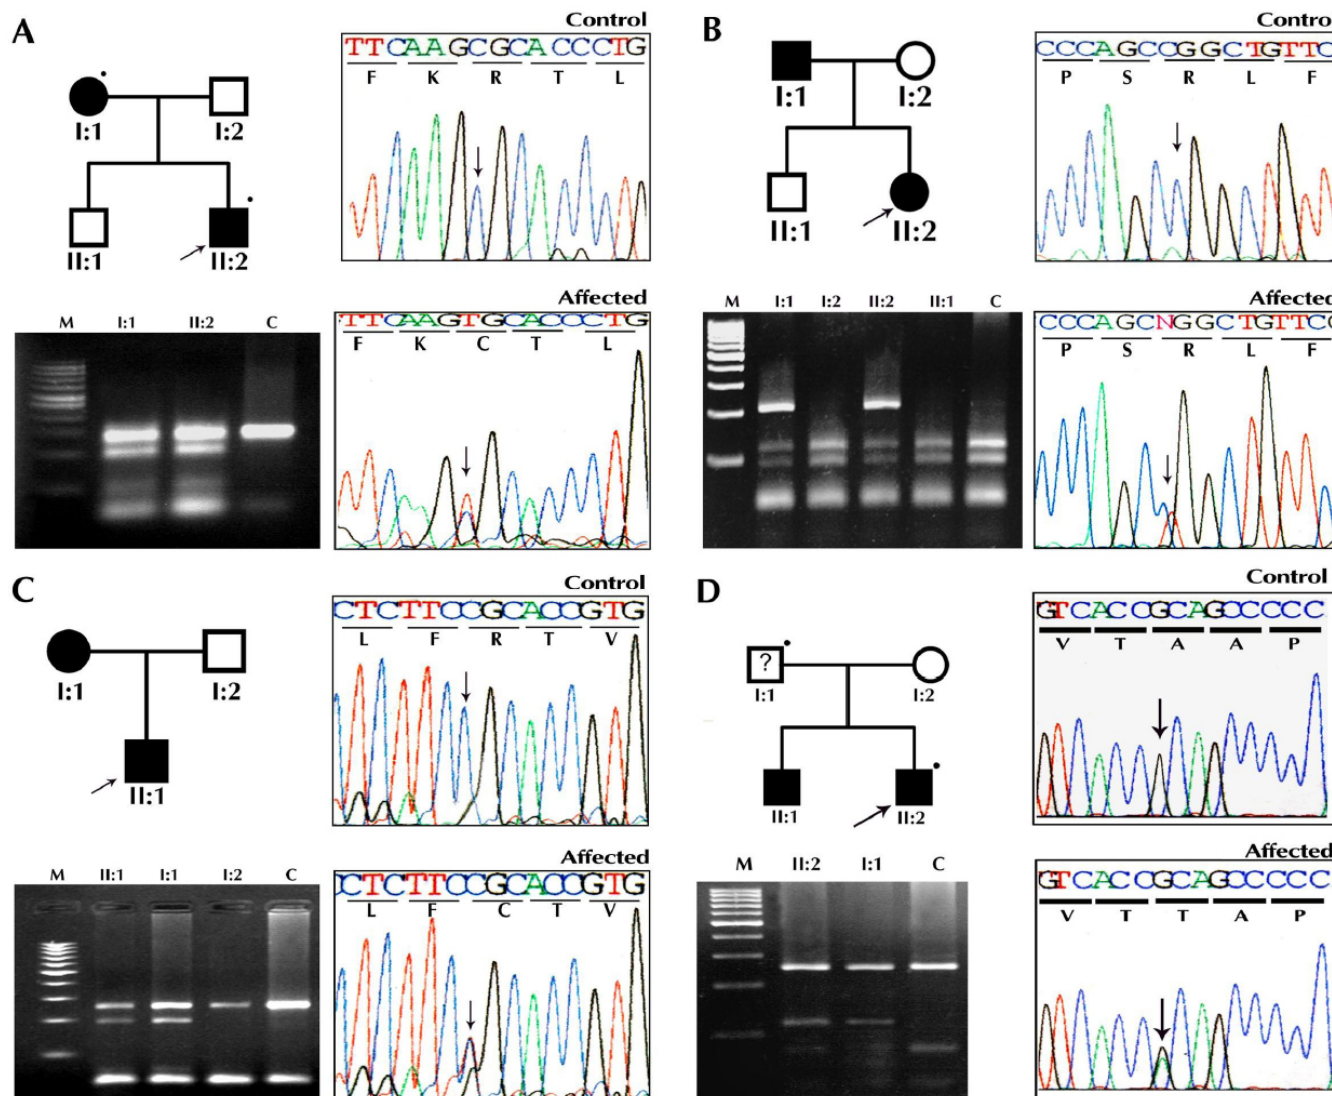 A
Control
TTCAAGCGCACCCTG
F K R T L
I:1
I:2
II:1
II:2
Affected
TTCAAGTGCACCCTG
F K C T L
M I:1 II:2 C
B
Contro
CCCAGCCGGCTGTTC
P S R L F
I:1
I:2
II:1
II:2
Affected
CCCAGCNGGCTGTTC
P S R L F
M I:1 I:2 II:2 II:1 C
C
Control
CTCTTCCGCACCGTG
L F R T V
I:1
I:2
II:1
Affected
CTCTTCCGCACCGTG
L F C T V
M II:1 I:1 I:2 C
D
Control
GTCACCGCAGCCCCC
V T A A P
?
I:1
I:2
II:1
II:2
Affected
GTCACCGCAGCCCCC
V T T A P
M II:2 I:1 C